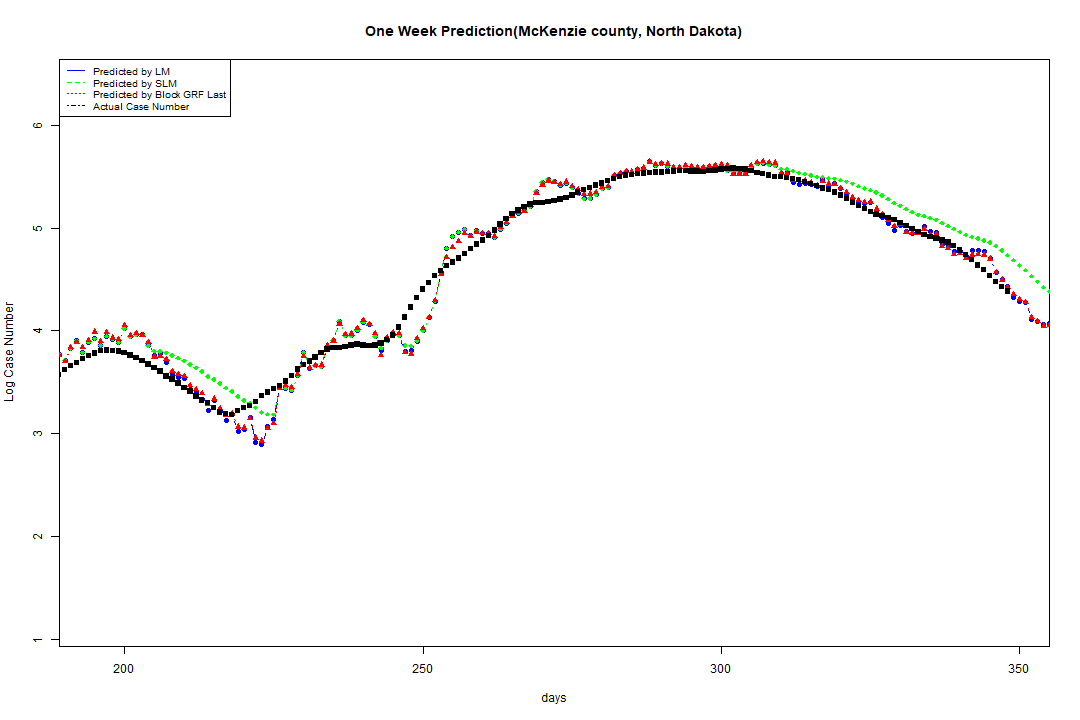 One Week Prediction(McKenzie county, North Dakota)
Predicted by LM
Predicted by SLM
Predicted by Block GRF Last
Actual Case Number
6
5
4
3
2
1
Log Case Number
200 250 300 350
days